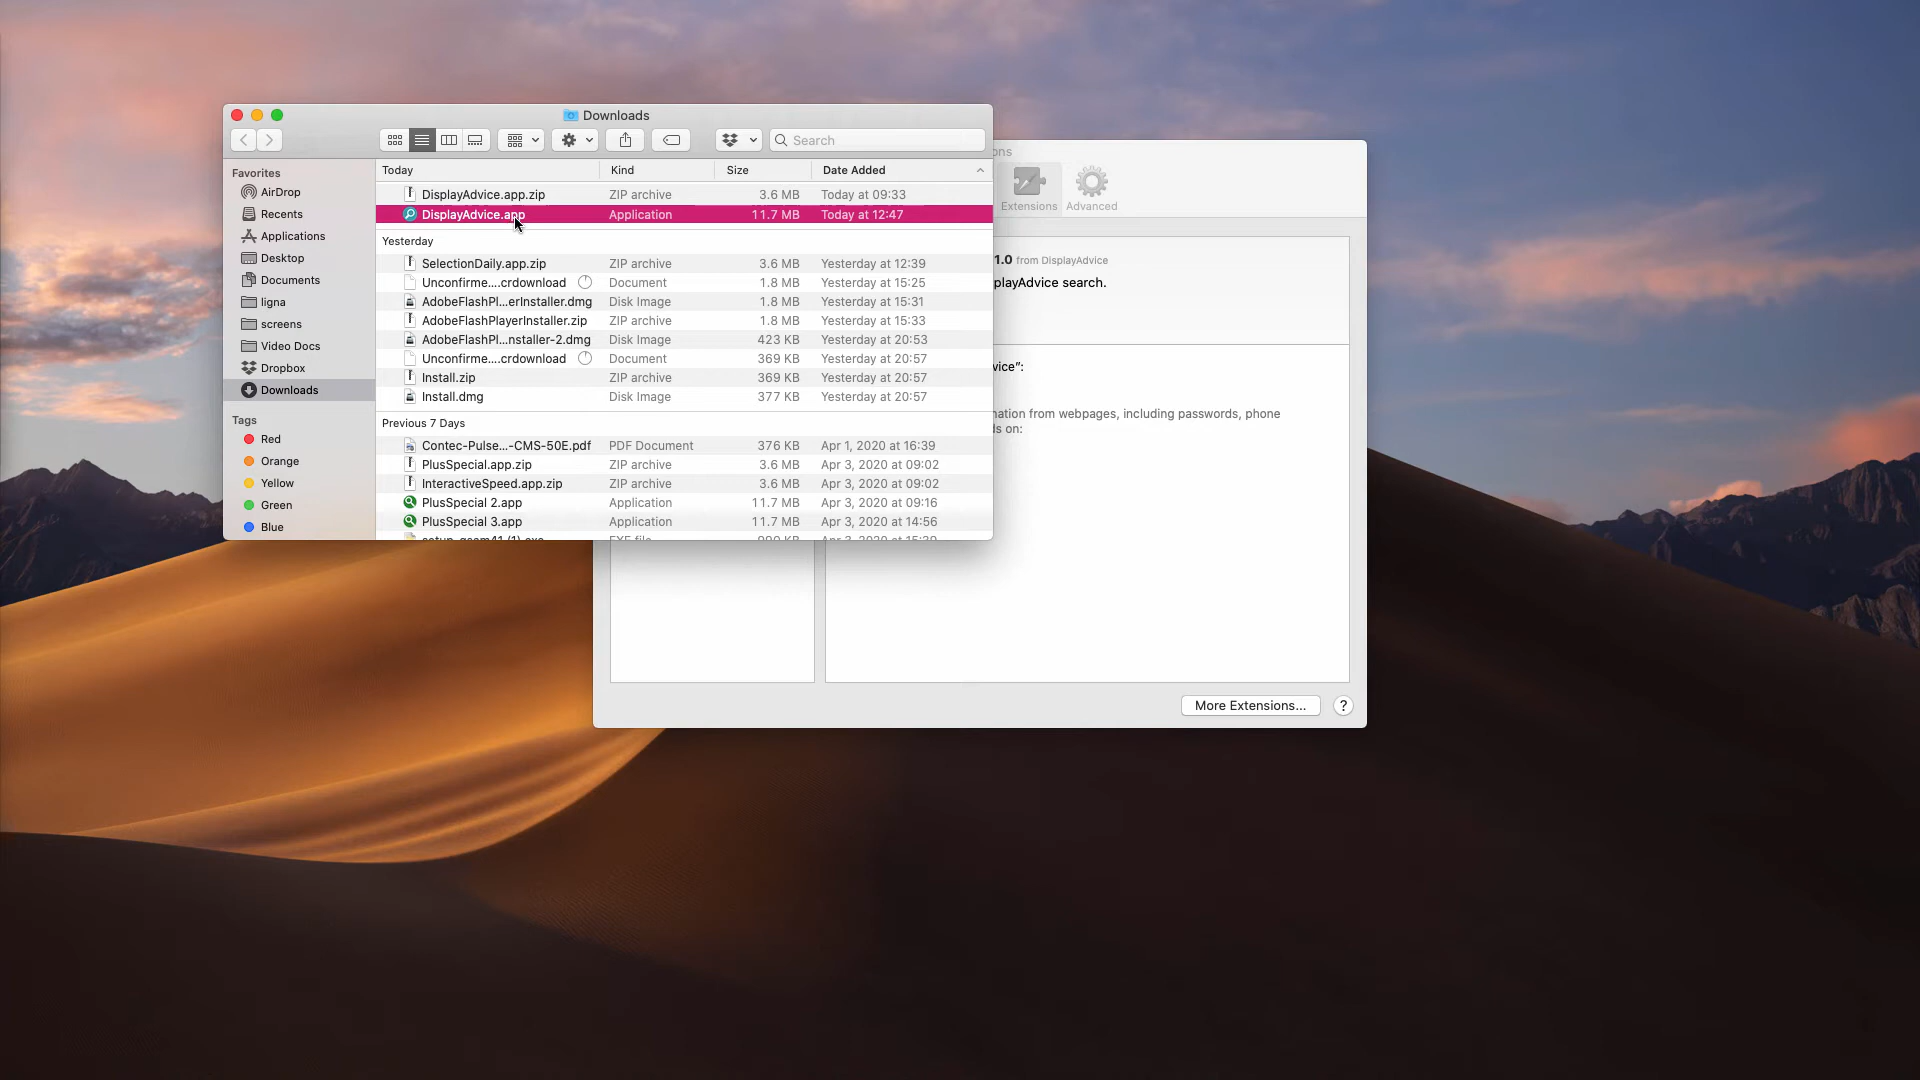 Downloads
Search
Favorites
AirDrop
Recents
Applications
Desktop
Documents
ligna
screens
Video Docs
Dropbox
Downloads
Tags
Red
Orange
Yellow
Green
Blue
Today Kind Size Date Added
DisplayAdvice.app.zip ZIP archive 3.6 MB Today at 09:33
DisplayAdvice.app Application 11.7 MB Today at 12:47
Yesterday
SelectionDaily.app.zip ZIP archive 3.6 MB Yesterday at 12:39
Unconfirme....crdownload Document 1.8 MB Yesterday at 15:25
AdobeFlashPl...erInstaller.dmg Disk Image 1.8 MB Yesterday at 15:31
AdobeFlashPlayerInstaller.zip ZIP archive 1.8 MB Yesterday at 15:33
AdobeFlashPl...nstaller-2.dmg Disk Image 423 KB Yesterday at 20:53
Unconfirme....crdownload Document 369 KB Yesterday at 20:57
Install.zip ZIP archive 369 KB Yesterday at 20:57
Install.dmg Disk Image 377 KB Yesterday at 20:57
Previous 7 Days
Contec-Pulse...-CMS-50E.pdf PDF Document 376 KB Apr 1, 2020 at 16:39
PlusSpecial.app.zip ZIP archive 3.6 MB Apr 3, 2020 at 09:02
InteractiveSpeed.app.zip ZIP archive 3.6 MB Apr 3, 2020 at 09:02
PlusSpecial 2.app Application 11.7 MB Apr 3, 2020 at 09:16
PlusSpecial 3.app Application 11.7 MB Apr 3, 2020 at 14:56
ons
Extensions
Advanced
1.0 from DisplayAdvice
playAdvice search.
vice”:
nation from webpages, including passwords, phone
ds on:
More Extensions...
?